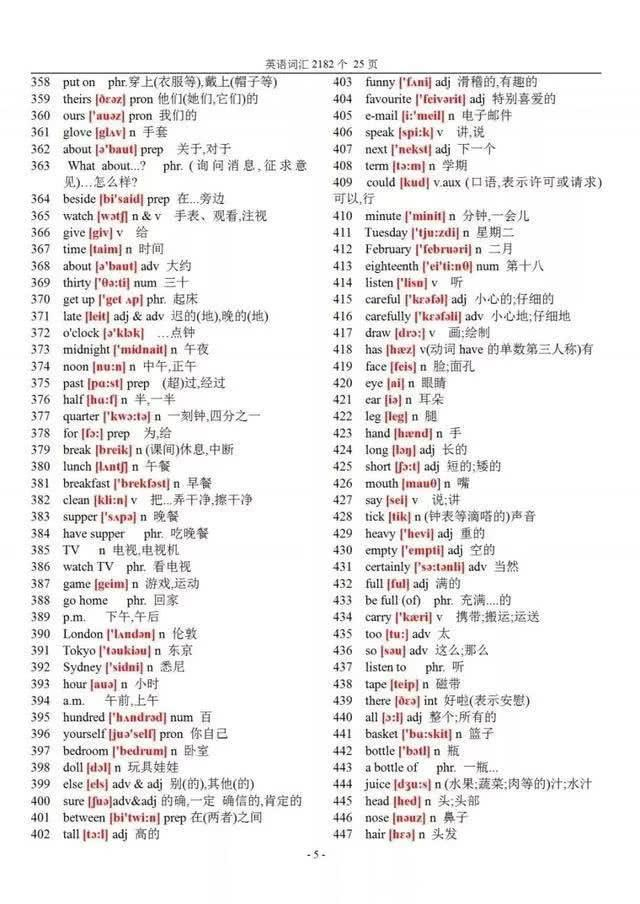 英语词汇 2182 个 25 页
358 put on phr.穿上(衣服等),戴上(帽子等)
359 theirs [ðɛəz] pron 他们(她们,它们)的
360 ours ['auəz] pron 我们的
361 glove [glʌv] n 手套
362 about [ə'baut] prep 关于,对于
363 What about...? phr. (询问消息,征求意
见)…怎么样?
364 beside [bi'said] prep 在...旁边
365 watch [wɔtʃ] n & v 手表、观看,注视
366 give [giv] v 给
367 time [taim] n 时间
368 about [ə'baut] adv 大约
369 thirty ['θə:ti] num 三十
370 get up ['get ʌp] phr. 起床
371 late [leit] adj & adv 迟的(地),晚的(地)
372 o'clock [ə'klɔk] …点钟
373 midnight ['midnait] n 午夜
374 noon [nu:n] n 中午,正午
375 past [pɑ:st] prep (超)过,经过
376 half [hɑ:f] n 半,一半
377 quarter ['kwɔ:tə] n 一刻钟,四分之一
378 for [fɔ:] prep 为,给
379 break [breik] n (课间)休息,中断
380 lunch [lʌntʃ] n 午餐
381 breakfast ['brekfəst] n 早餐
382 clean [kli:n] v 把...弄干净,擦干净
383 supper ['sʌpə] n 晚餐
384 have supper phr. 吃晚餐
385 TV n 电视,电视机
386 watch TV phr. 看电视
387 game [geim] n 游戏,运动
388 go home phr. 回家
389 p.m. 下午,午后
390 London ['lʌndən] n 伦敦
391 Tokyo ['təukiəu] n 东京
392 Sydney ['sidni] n 悉尼
393 hour [auə] n 小时
394 a.m. 午前,上午
395 hundred ['hʌndrəd] num 百
396 yourself [juə'self] pron 你自己
397 bedroom ['bedrum] n 卧室
398 doll [dɔl] n 玩具娃娃
399 else [els] adv & adj 别(的),其他(的)
400 sure [ʃuə]adv&adj 的确,一定 确信的,肯定的
401 between [bi'twi:n] prep 在(两者)之间
402 tall [tɔ:l] adj 高的
403 funny ['fʌni] adj 滑稽的,有趣的
404 favourite ['feivərit] adj 特别喜爱的
405 e-mail [i:'meil] n 电子邮件
406 speak [spi:k] v 讲,说
407 next ['nekst] adj 下一个
408 term [tə:m] n 学期
409 could [kud] v.aux (口语,表示许可或请求)
可以,行
410 minute ['minit] n 分钟,一会儿
411 Tuesday ['tju:zdi] n 星期二
412 February ['februəri] n 二月
413 eighteenth ['ei'ti:nθ] num 第十八
414 listen ['lisn] v 听
415 careful ['kɛəfəl] adj 小心的;仔细的
416 carefully ['kɛəfəli] adv 小心地;仔细地
417 draw [drɔ:] v 画;绘制
418 has [hæz] v(动词 have 的单数第三人称)有
419 face [feis] n 脸;面孔
420 eye [ai] n 眼睛
421 ear [iə] n 耳朵
422 leg [leg] n 腿
423 hand [hænd] n 手
424 long [lɔŋ] adj 长的
425 short [ʃɔ:t] adj 短的;矮的
426 mouth [mauθ] n 嘴
427 say [sei] v 说;讲
428 tick [tik] n (钟表等滴嗒的)声音
429 heavy ['hevi] adj 重的
430 empty ['empti] adj 空的
431 certainly ['sə:tənli] adv 当然
432 full [ful] adj 满的
433 be full (of) phr. 充满....的
434 carry ['kæri] v 携带;搬运;运送
435 too [tu:] adv 太
436 so [səu] adv 这么;那么
437 listen to phr. 听
438 tape [teip] n 磁带
439 there [ðɛə] int 好啦(表示安慰)
440 all [ɔ:l] adj 整个;所有的
441 basket ['bɑ:skit] n 篮子
442 bottle ['bɔtl] n 瓶
443 a bottle of phr. 一瓶...
444 juice [dʒu:s] n (水果;蔬菜;肉等的)汁;水汁
445 head [hed] n 头;头部
446 nose [nəuz] n 鼻子
447 hair [hɛə] n 头发
- 5 -